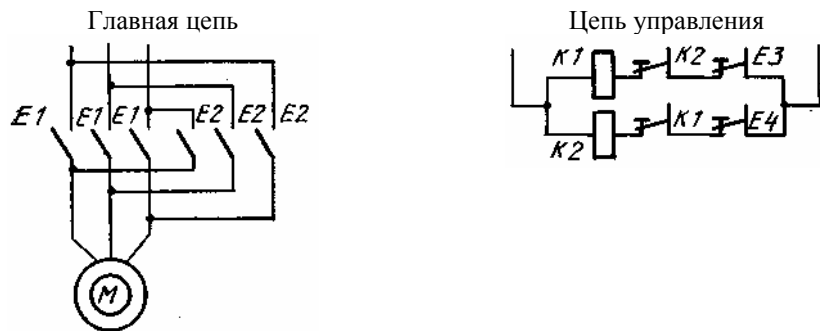 Главная цепь
Цепь управления
E1 E1 E1 E2 E2 E2
M
K1 K2 E3
K2 K1 E4